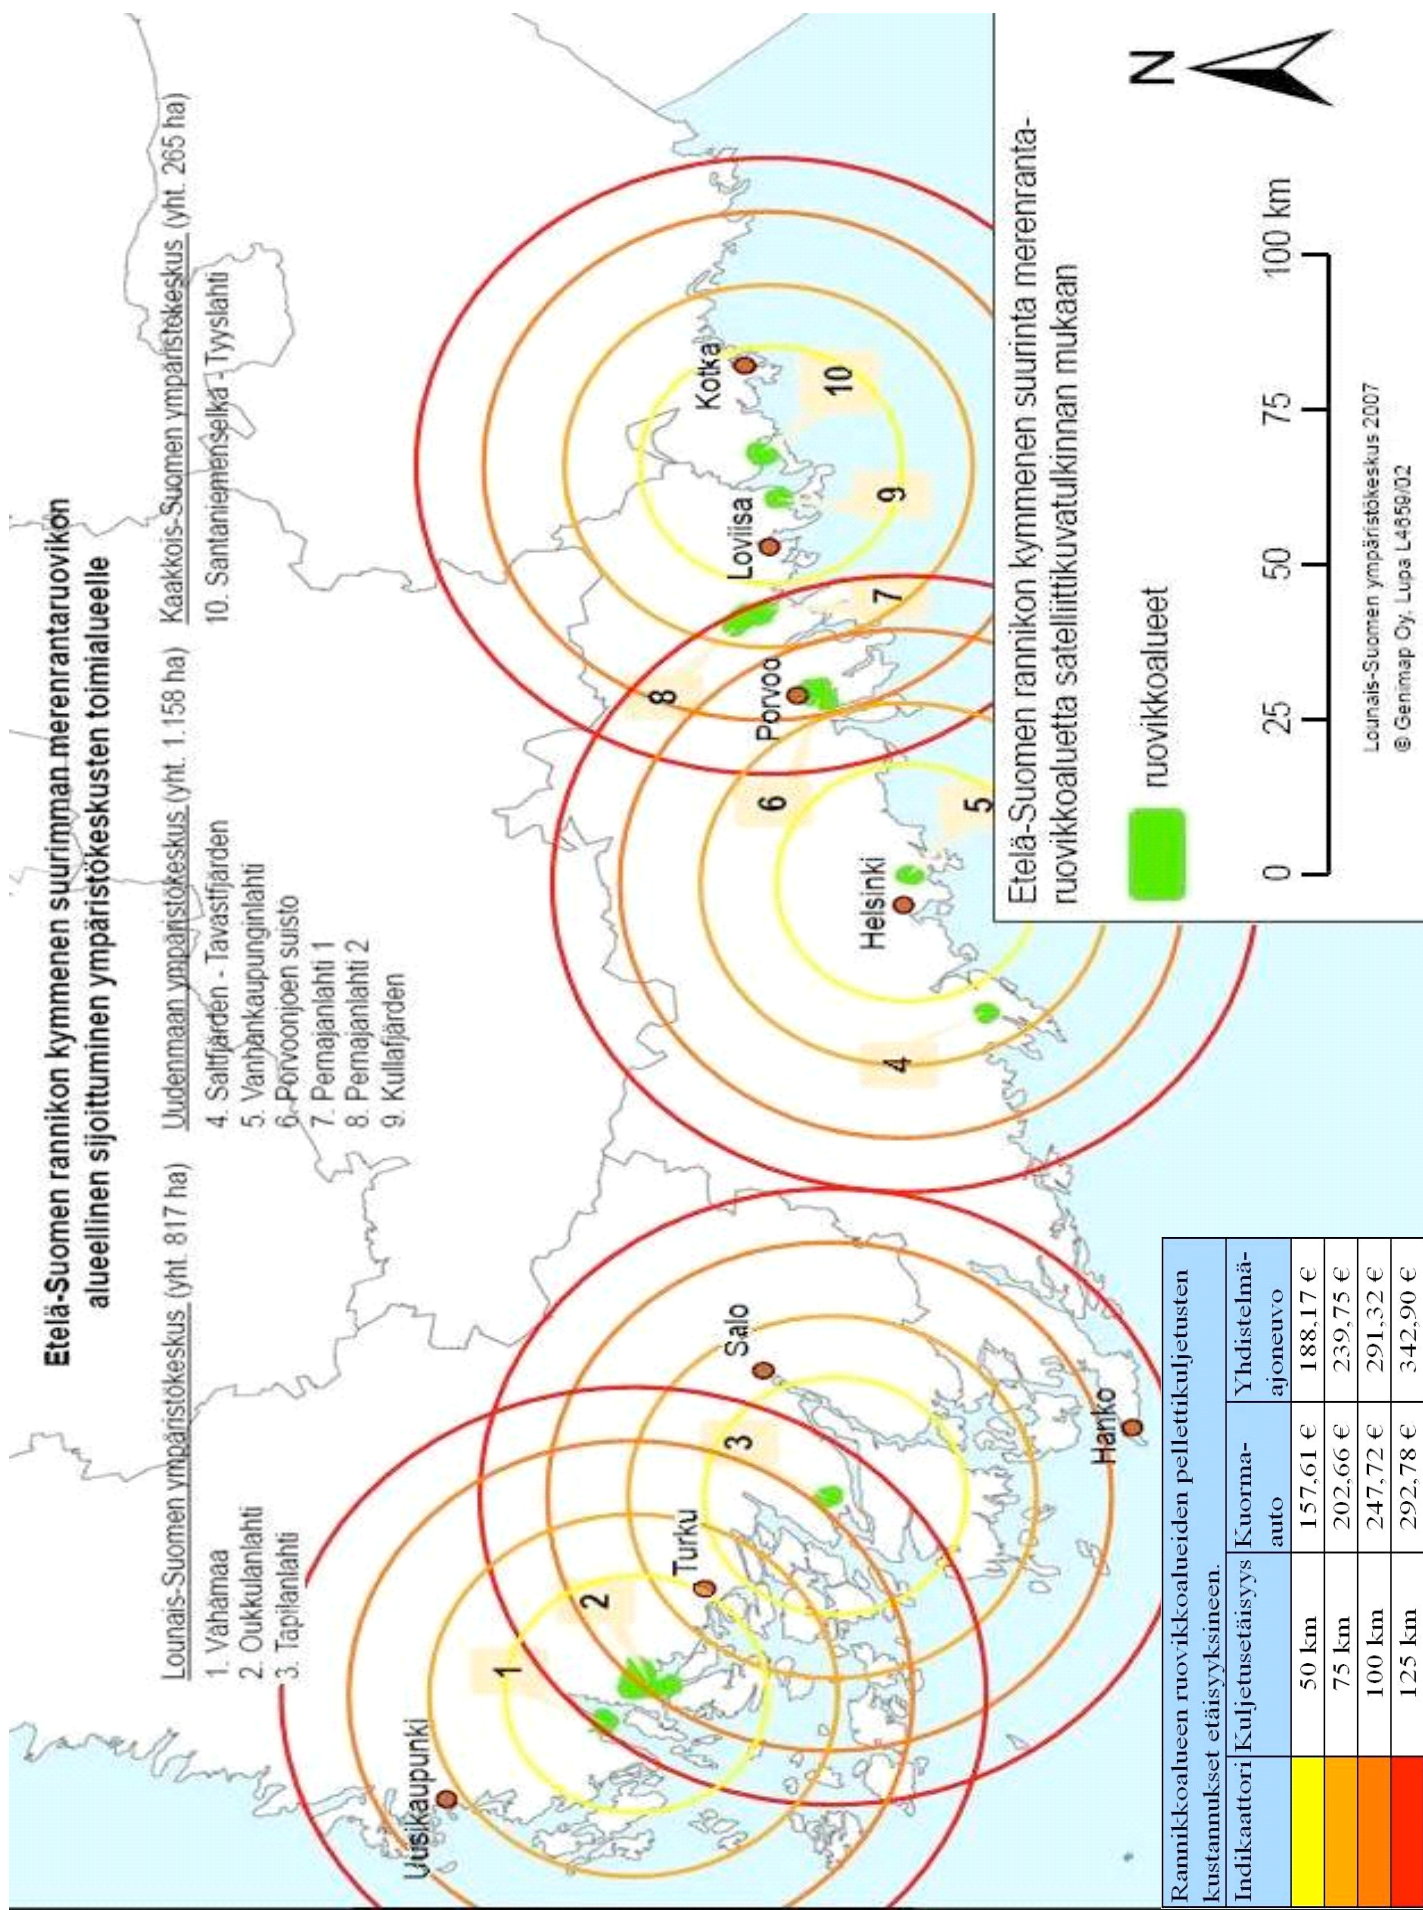 Etelä-Suomen rannikon kymmenen suurimman merenrantaruovikon
alueellinen sijoittuminen ympäristökeskusten toimialueelle
Lounais-Suomen ympäristökeskus (yht. 817 ha)
1. Vähämaa
2. Oukkulanlahti
3. Tapilanlahti
Uudenmaan ympäristökeskus (yht. 1.158 ha)
4. Saltfjärden - Tavastfjärden
5. Vanhankaupunginlahti
6. Porvoonjoen suisto
7. Pernajanlahti 1
8. Pernajanlahti 2
9. Kullafjärden
Kaakkois-Suomen ympäristökeskus (yht. 265 ha)
10. Santaniemenselkä - Tyyslahti
Uusikaupunki
1
2
Turku
3
Salo
Hanko
4
Helsinki
5
6
Porvoo
8
7
Loviisa
9
Kotka
10
Etelä-Suomen rannikon kymmenen suurinta merenranta-
ruovikkoaluetta satelliittikuvatulkinnan mukaan
ruovikkoalueet
N
0 25 50 75 100 km
Lounais-Suomen ympäristökeskus 2007
© Genimap Oy, Lupa L4659/02
Rannikkoalueen ruovikkoalueiden pellettikuljetusten
kustannukset etäisyyksineen.
Indikaattori Kuljetusetäisyys Kuorma-auto Yhdistelmä-ajoneuvo
50 km 157,61 € 188,17 €
75 km 202,66 € 239,75 €
100 km 247,72 € 291,32 €
125 km 292,78 € 342,90 €